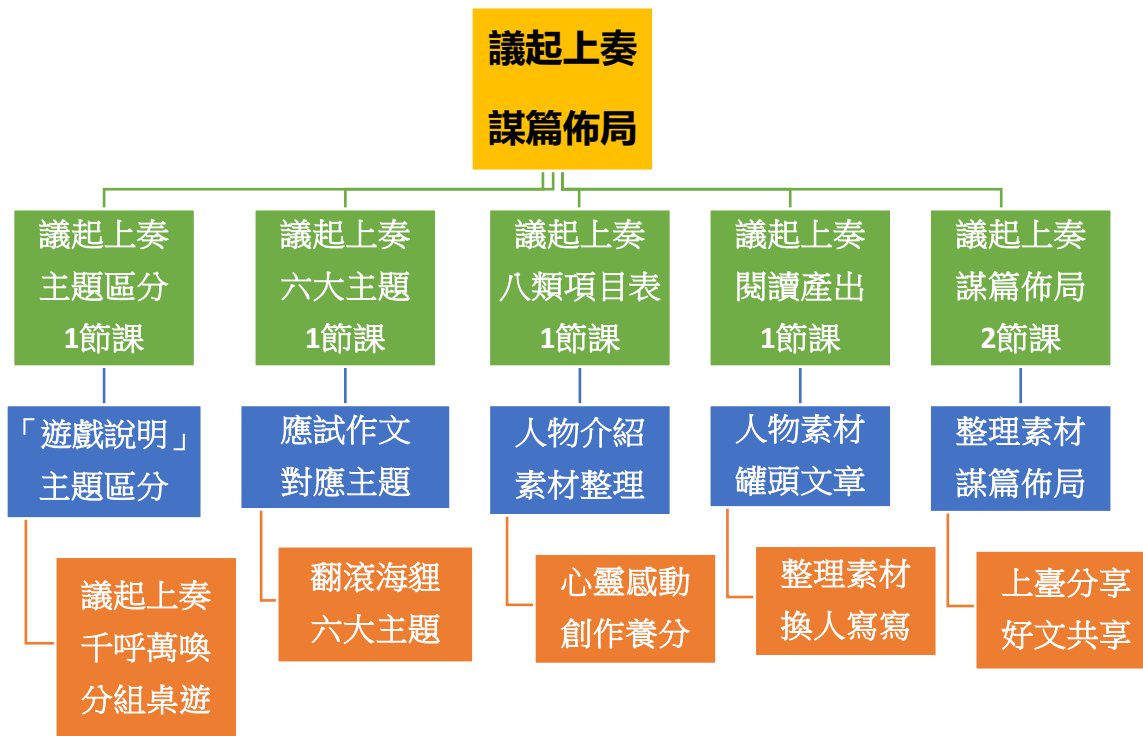 議起上奏
謀篇佈局
議起上奏
主題區分
1節課
議起上奏
六大主題
1節課
議起上奏
八類項目表
1節課
議起上奏
閱讀產出
1節課
議起上奏
謀篇佈局
2節課
「遊戲說明」
主題區分
應試作文
對應主題
人物介紹
素材整理
人物素材
罐頭文章
整理素材
謀篇佈局
議起上奏
千呼萬喚
分組桌遊
翻滾海貍
六大主題
心靈感動
創作養分
整理素材
換人寫寫
上臺分享
好文共享